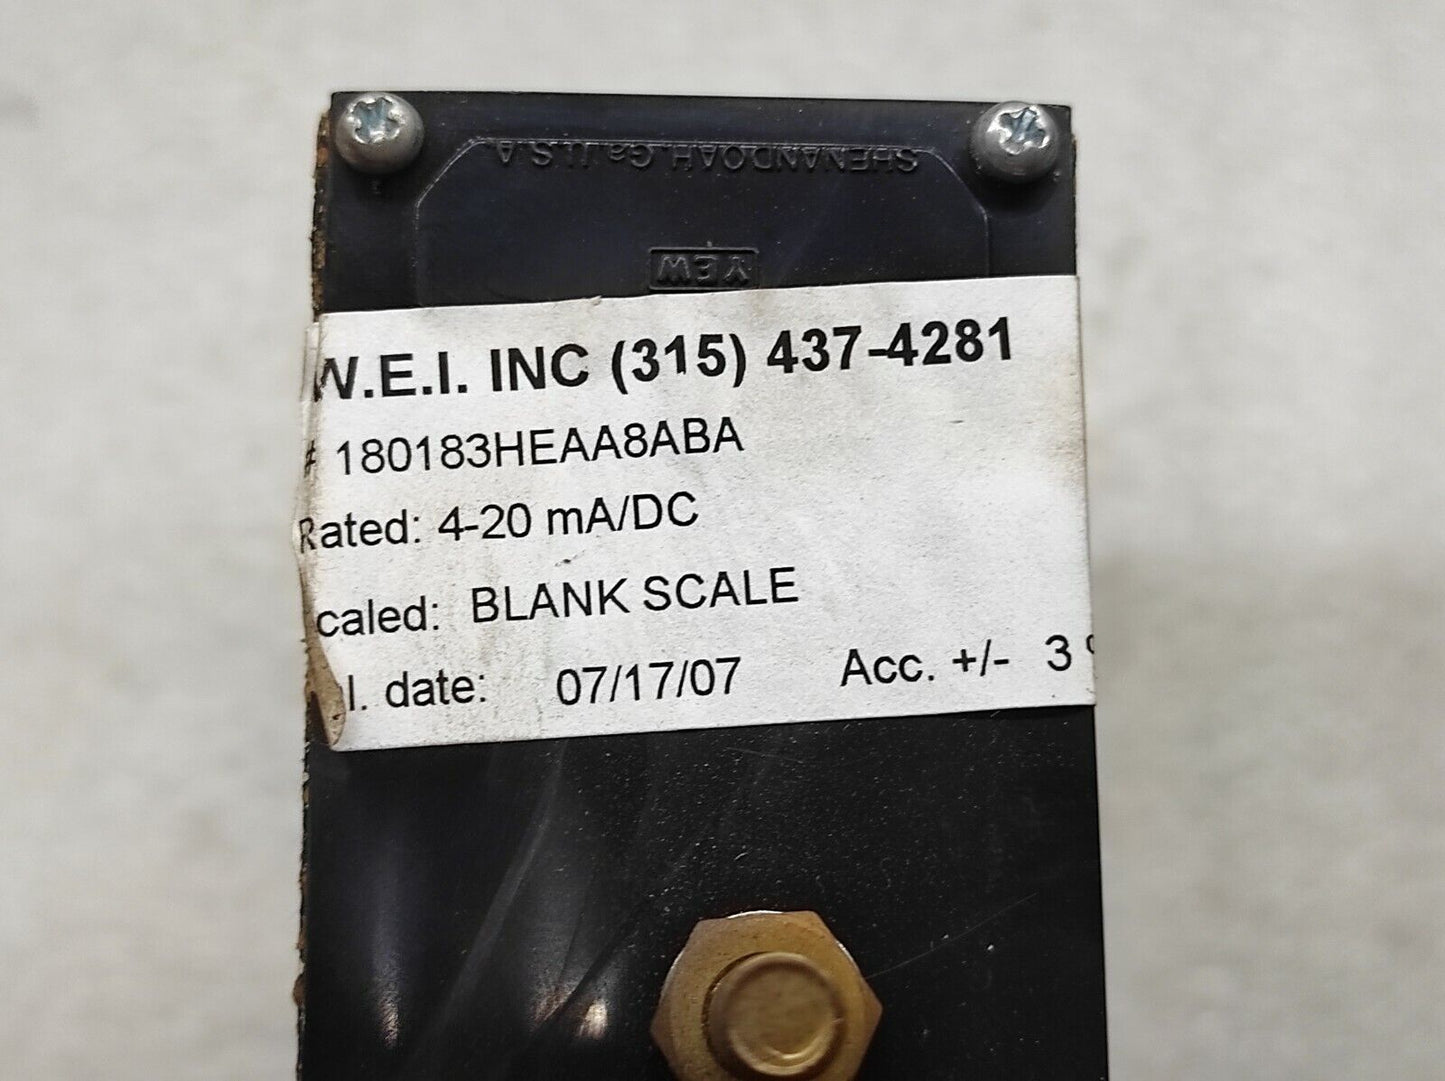 SHENANDOAH, Ga. U.S.A.
YEW
W.E.I. INC (315) 437-4281
# 180183HEAA8ABA
Rated: 4-20 mA/DC
caled: BLANK SCALE
l. date: 07/17/07 Acc. +/- 3